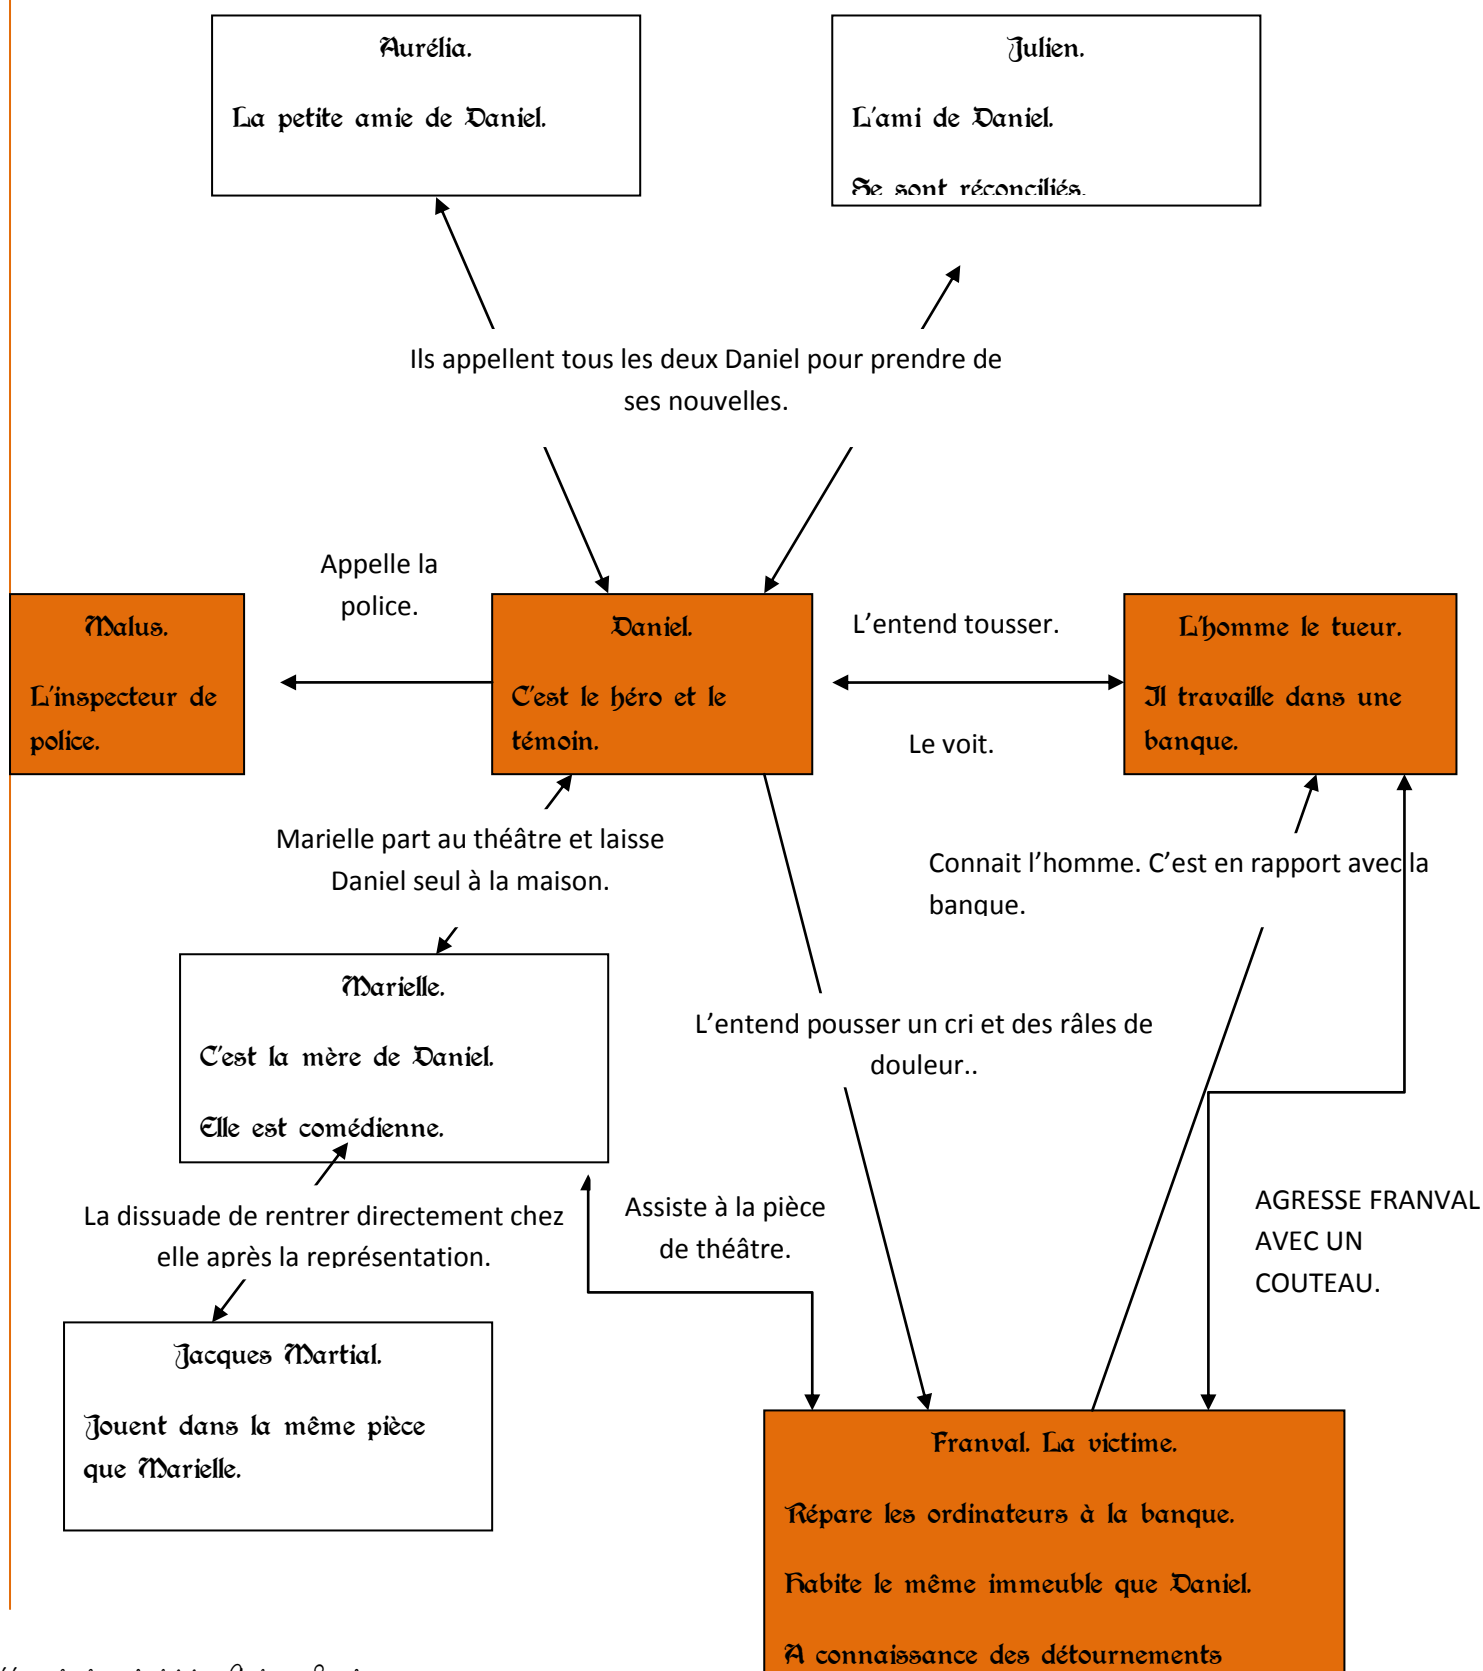 Aurélia.
La petite amie de Daniel.
Julien.
L'ami de Daniel.
Se sont réconciliés.
Ils appellent tous les deux Daniel pour prendre de
ses nouvelles.
Appelle la
police.
Malus.
L'inspecteur de
police.
Daniel.
C'est le héro et le
témoin.
L'entend tousser.
Le voit.
L'homme le tueur.
Il travaille dans une
banque.
Marielle part au théâtre et laisse
Daniel seul à la maison.
Connait l'homme. C'est en rapport avec la
banque.
Marielle.
C'est la mère de Daniel.
Elle est comédienne.
L'entend pousser un cri et des râles de
douleur..
La dissuade de rentrer directement chez
elle après la représentation.
Assiste à la pièce
de théâtre.
AGRESSE FRANVAL
AVEC UN
COUTEAU.
Jacques Martial.
Jouent dans la même pièce
que Marielle.
Franval. La victime.
Répare les ordinateurs à la banque.
Habite le même immeuble que Daniel.
A connaissance des détournements